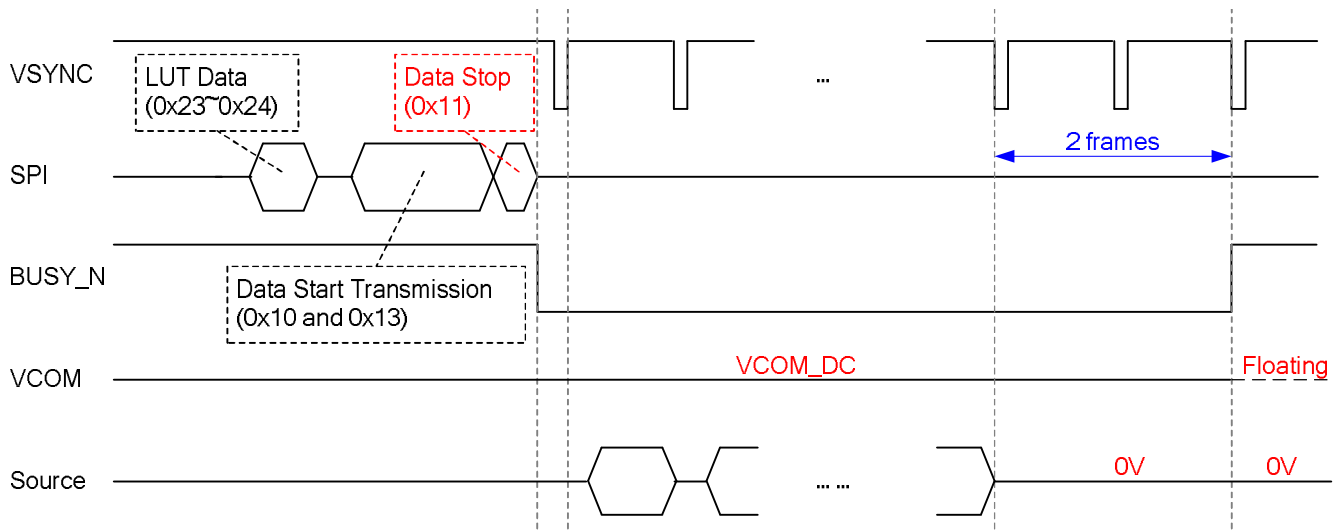 VSYNC
LUT Data
(0x23~0x24)
Data Stop
(0x11)
...
2 frames
SPI
BUSY_N
Data Start Transmission
(0x10 and 0x13)
VCOM
VCOM_DC
Floating
Source
... ...
0V
0V